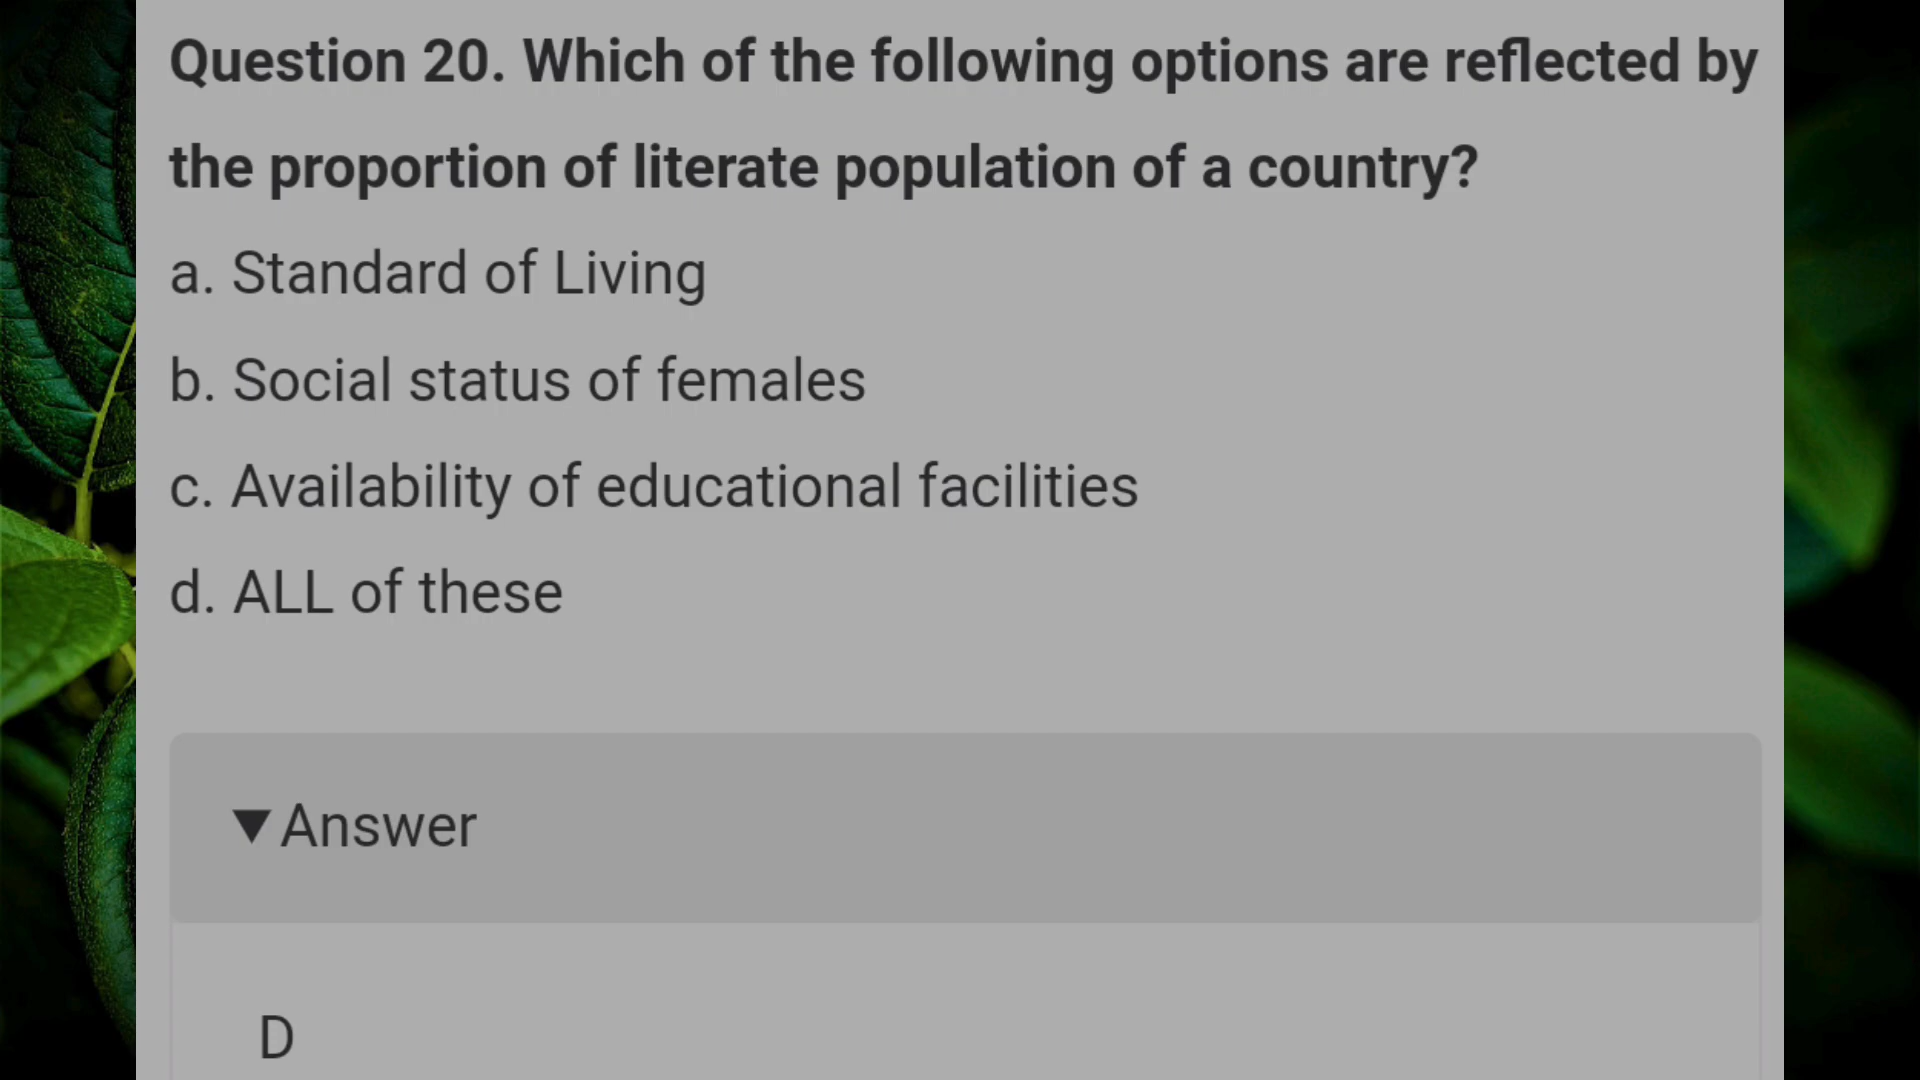 Question 20. Which of the following options are reflected by
the proportion of literate population of a country?
a. Standard of Living
b. Social status of females
c. Availability of educational facilities
d. ALL of these
▼ Answer
D